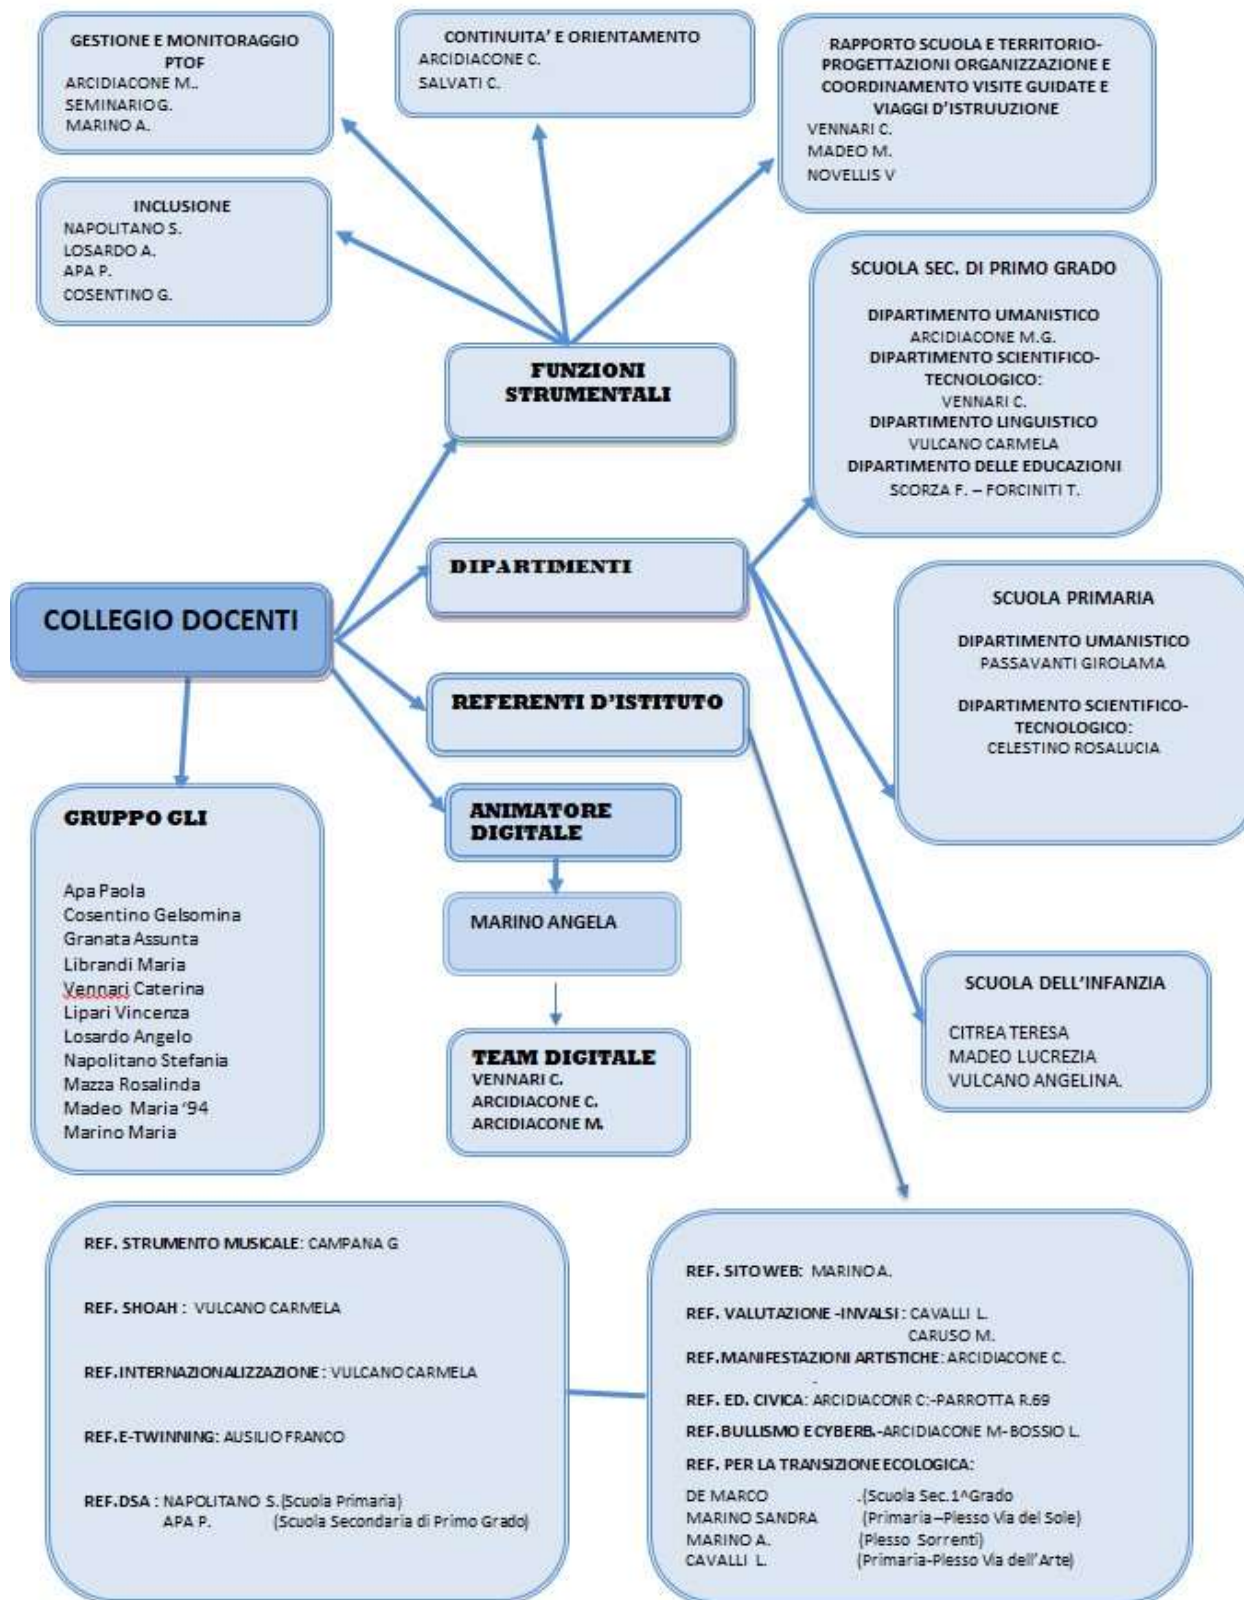 GESTIONE E MONITORAGGIO
PTOF
ARCIDIACONE M..
SEMINARIO G.
MARINO A.
CONTINUITA' E ORIENTAMENTO
ARCIDIACONE C.
SALVATI C.
RAPPORTO SCUOLA E TERRITORIO-
PROGETTAZIONI ORGANIZZAZIONE E
COORDINAMENTO VISITE GUIDATE E
VIAGGI D'ISTRUUZIONE
VENNARI C.
MADEO M.
NOVELLIS V
INCLUSIONE
NAPOLITANO S.
LOSARDO A.
APA P.
COSENTINO G.
SCUOLA SEC. DI PRIMO GRADO
DIPARTIMENTO UMANISTICO
ARCIDIACONE M.G.
DIPARTIMENTO SCIENTIFICO-
TECNOLOGICO:
VENNARI C.
DIPARTIMENTO LINGUISTICO
VULCANO CARMELA
DIPARTIMENTO DELLE EDUCAZIONI
SCORZA F. – FORCINITI T.
FUNZIONI
STRUMENTALI
DIPARTIMENTI
COLLEGIO DOCENTI
REFERENTI D'ISTITUTO
SCUOLA PRIMARIA
DIPARTIMENTO UMANISTICO
PASSAVANTI GIROLAMA
DIPARTIMENTO SCIENTIFICO-
TECNOLOGICO:
CELESTINO ROSALUCIA
GRUPPO GLI
Apa Paola
Cosentino Gelsomina
Granata Assunta
Librandi Maria
Vennari Caterina
Lipari Vincenza
Losardo Angelo
Napolitano Stefania
Mazza Rosalinda
Madeo Maria '94
Marino Maria
ANIMATORE
DIGITALE
MARINO ANGELA
TEAM DIGITALE
VENNARI C.
ARCIDIACONE C.
ARCIDIACONE M.
SCUOLA DELL'INFANZIA
CITREA TERESA
MADEO LUCREZIA
VULCANO ANGELINA.
REF. STRUMENTO MUSICALE: CAMPANA G
REF. SHOAH : VULCANO CARMELA
REF.INTERNAZIONALIZZAZIONE : VULCANO CARMELA
REF.E-TWINNING: AUSILIO FRANCO
REF.DSA : NAPOLITANO S.(Scuola Primaria)
APA P. (Scuola Secondaria di Primo Grado)
REF. SITO WEB: MARINO A.
REF. VALUTAZIONE -INVALSI : CAVALLI L.
CARUSO M.
REF.MANIFESTAZIONI ARTISTICHE: ARCIDIACONE C.
-
REF. ED. CIVICA: ARCIDIACONR C:-PARROTTA R.69
REF.BULLISMO E CYBERB.-ARCIDIACONE M- BOSSIO L.
REF. PER LA TRANSIZIONE ECOLOGICA:
DE MARCO .(Scuola Sec.1^Grado
MARINO SANDRA (Primaria –Plesso Via del Sole)
MARINO A. (Plesso Sorrenti)
CAVALLI L. (Primaria-Plesso Via dell'Arte)